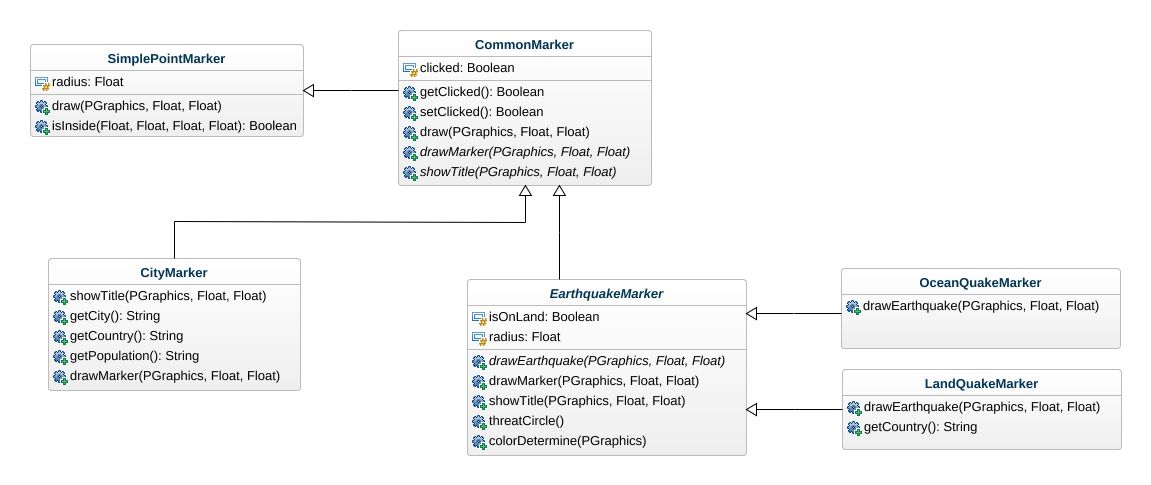 SimplePointMarker
radius: Float
draw(PGraphics, Float, Float)
isInside(Float, Float, Float, Float): Boolean
CommonMarker
clicked: Boolean
getClicked(): Boolean
setClicked(): Boolean
draw(PGraphics, Float, Float)
drawMarker(PGraphics, Float, Float)
showTitle(PGraphics, Float, Float)
CityMarker
showTitle(PGraphics, Float, Float)
getCity(): String
getCountry(): String
getPopulation(): String
drawMarker(PGraphics, Float, Float)
EarthquakeMarker
isOnLand: Boolean
radius: Float
drawEarthquake(PGraphics, Float, Float)
drawMarker(PGraphics, Float, Float)
showTitle(PGraphics, Float, Float)
threatCircle()
colorDetermine(PGraphics)
OceanQuakeMarker
drawEarthquake(PGraphics, Float, Float)
LandQuakeMarker
drawEarthquake(PGraphics, Float, Float)
getCountry(): String